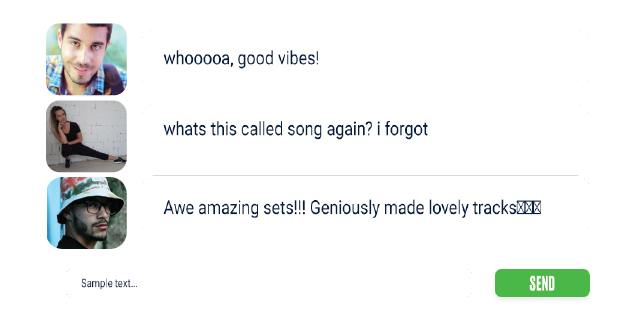 whooooa, good vibes!
whats this called song again? i forgot
Awe amazing sets!!! Geniously made lovely tracks
Sample text...
SEND